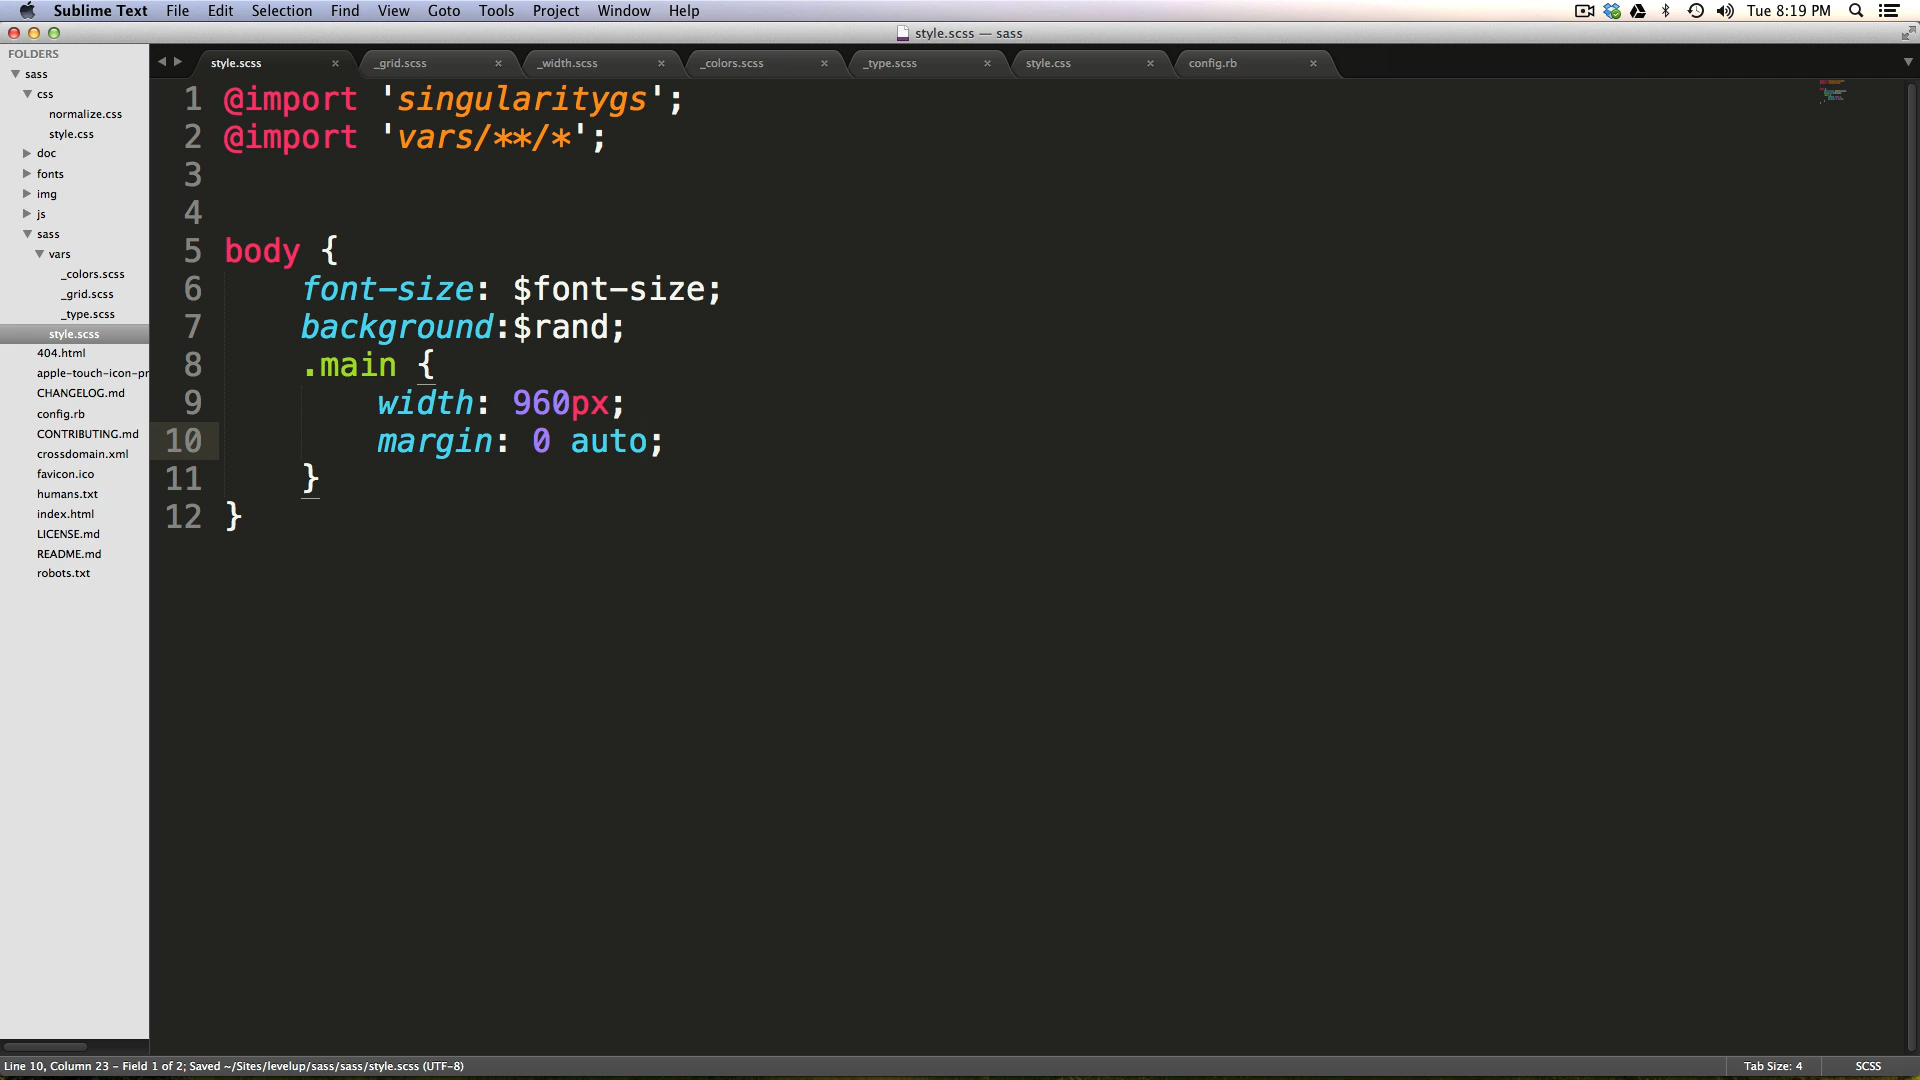 Sublime Text File Edit Selection Find View Goto Tools Project Window Help Tue 8:19 PM
style.scss — sass
FOLDERS
sass
css
normalize.css
style.css
doc
fonts
img
js
sass
vars
_colors.scss
_grid.scss
_type.scss
style.scss
404.html
apple-touch-icon-pr
CHANGELOG.md
config.rb
CONTRIBUTING.md
crossdomain.xml
favicon.ico
humans.txt
index.html
LICENSE.md
README.md
robots.txt
style.scss × _grid.scss × _width.scss × _colors.scss × _type.scss × style.css × config.rb ×
1 @import 'singularitygs';
2 @import 'vars/**/*';
3
4
5 body {
6 font-size: $font-size;
7 background:$rand;
8 .main {
9 width: 960px;
10 margin: 0 auto;
11 }
12 }
Line 10, Column 23 – Field 1 of 2; Saved ~/Sites/levelup/sass/sass/style.scss (UTF-8) Tab Size: 4 SCSS